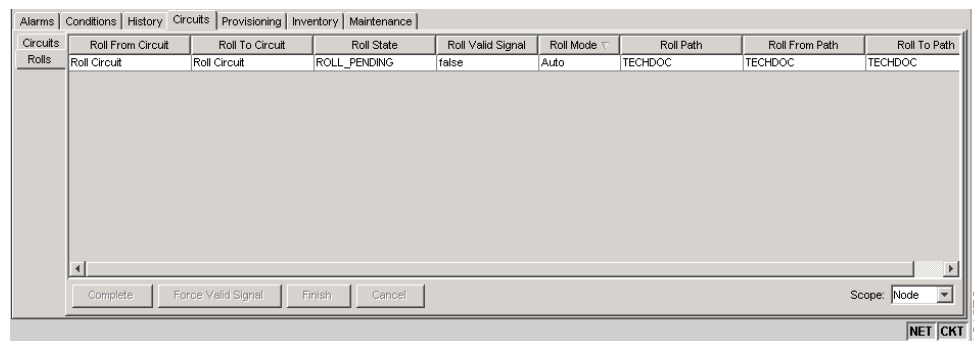 Alarms Conditions History Circuits Provisioning Inventory Maintenance
Circuits
Rolls
Roll From Circuit Roll To Circuit Roll State Roll Valid Signal Roll Mode Roll Path Roll From Path Roll To Path
Roll Circuit Roll Circuit ROLL_PENDING false Auto TECHDOC TECHDOC TECHDOC
Complete Force Valid Signal Finish Cancel Scope: Node
NET CKT